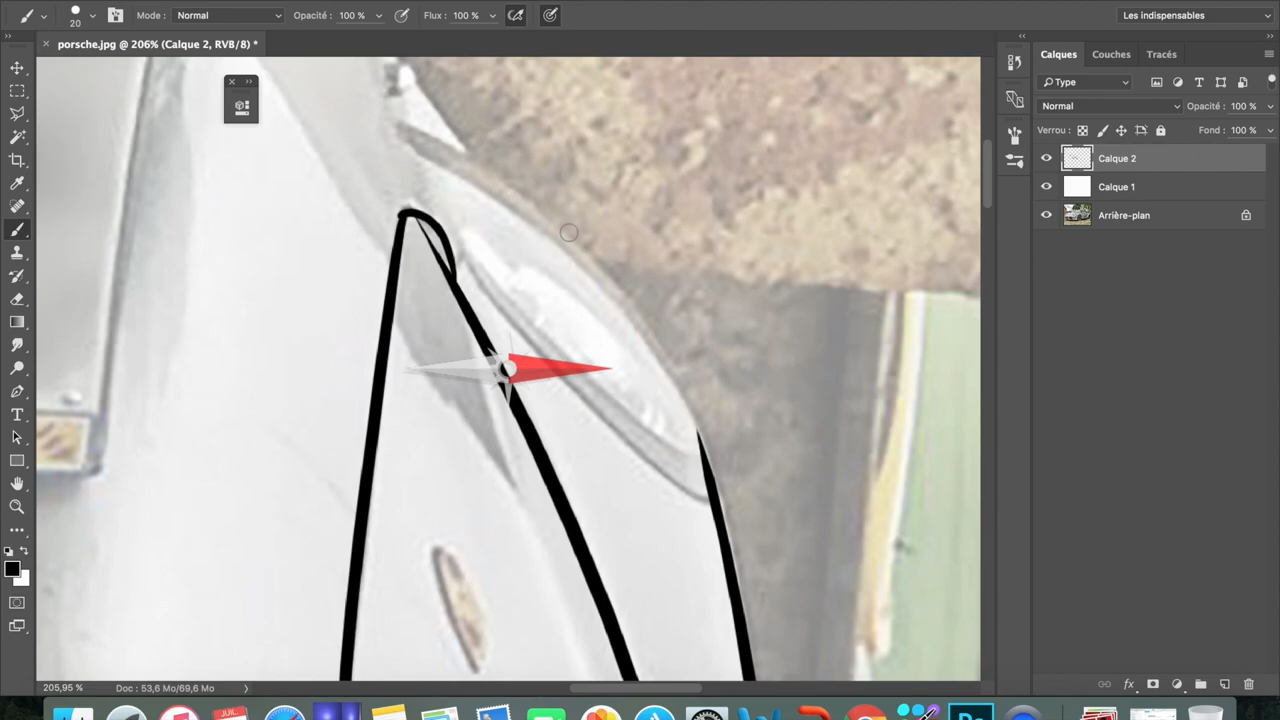 20
Mode : Normal
Opacité : 100 %
Flux : 100 %
Les indispensables
porsche.jpg @ 206% (Calque 2, RVB/8) *
Calques
Couches
Tracés
Type
Normal
Opacité : 100 %
Verrou :
Fond : 100 %
Calque 2
Calque 1
Arrière-plan
205,95 %
Doc : 53,6 Mo/69,6 Mo
JUIL.